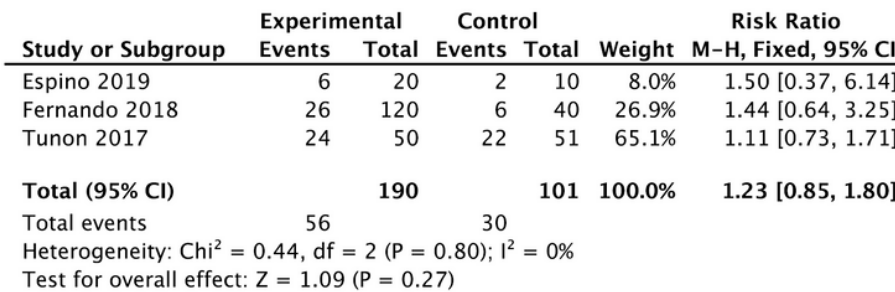 Experimental Control Risk Ratio
Study or Subgroup Events Total Events Total Weight M-H, Fixed, 95% CI
Espino 2019 6 20 2 10 8.0% 1.50 [0.37, 6.14]
Fernando 2018 26 120 6 40 26.9% 1.44 [0.64, 3.25]
Tunon 2017 24 50 22 51 65.1% 1.11 [0.73, 1.71]
Total (95% CI) 190 101 100.0% 1.23 [0.85, 1.80]
Total events 56 30
Heterogeneity: Chi² = 0.44, df = 2 (P = 0.80); I² = 0%
Test for overall effect: Z = 1.09 (P = 0.27)